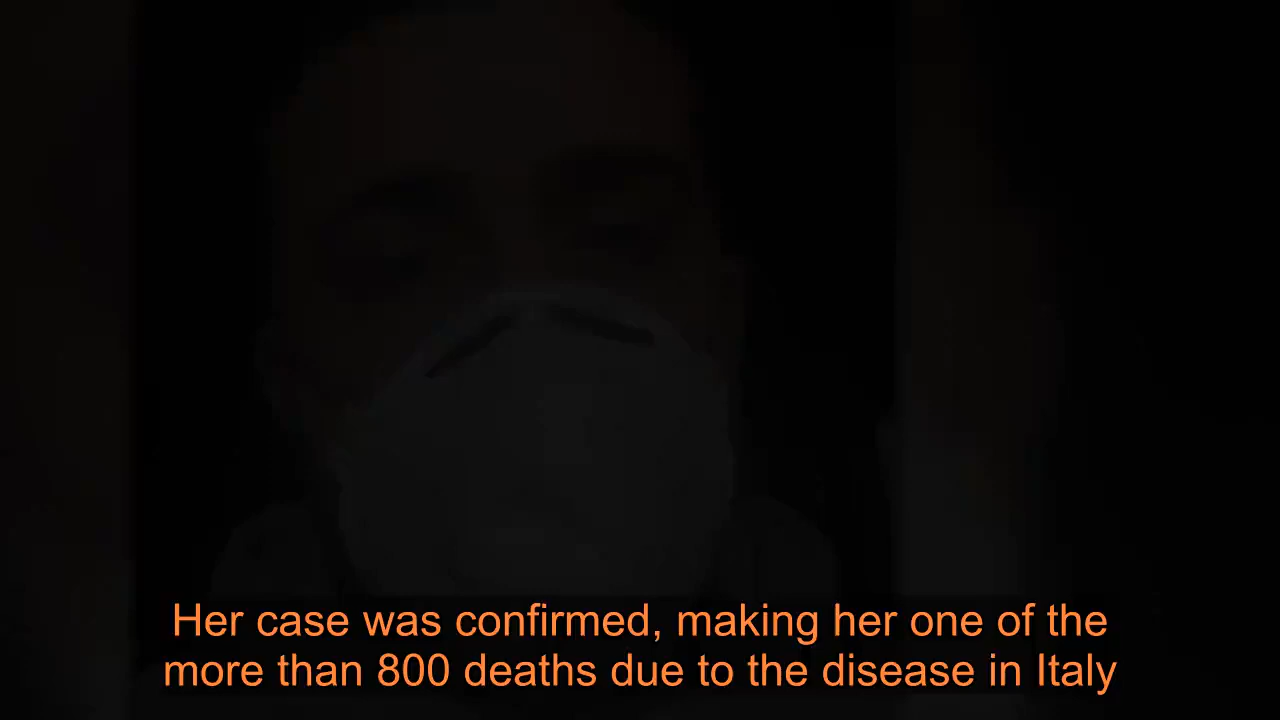 Her case was confirmed, making her one of the
more than 800 deaths due to the disease in Italy